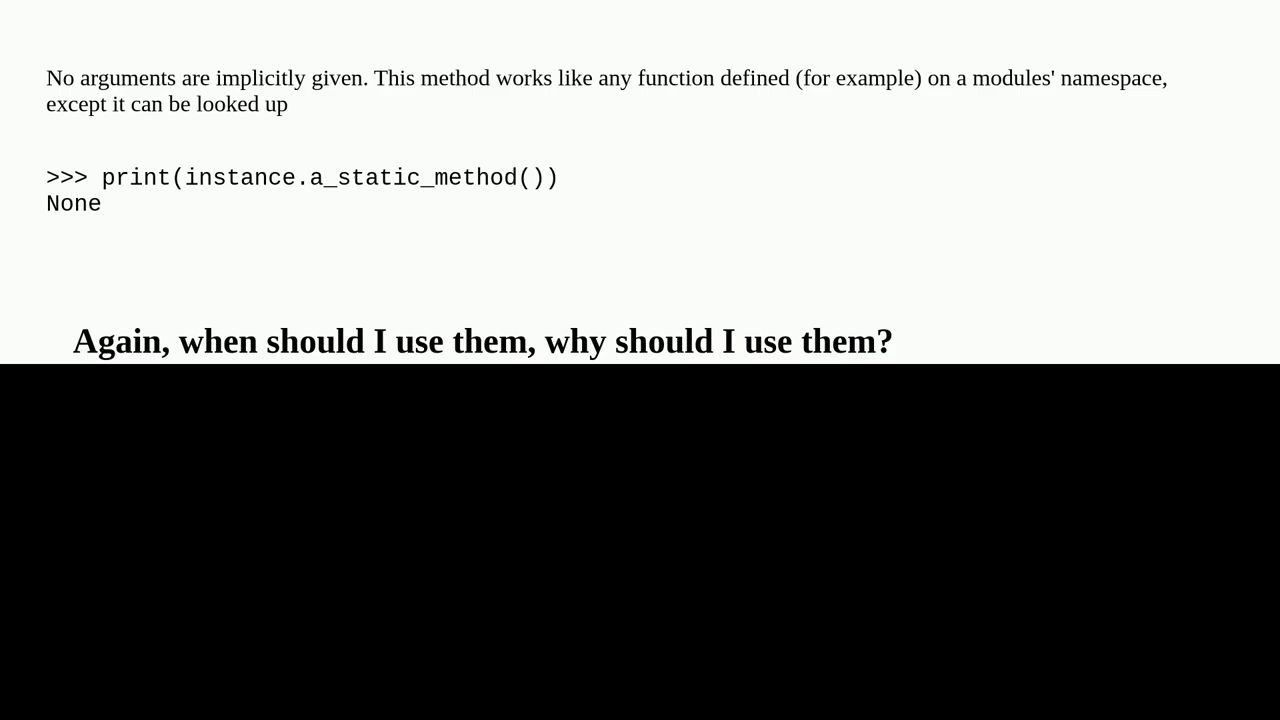 No arguments are implicitly given. This method works like any function defined (for example) on a modules' namespace,
except it can be looked up
>>> print(instance.a_static_method())
None
Again, when should I use them, why should I use them?